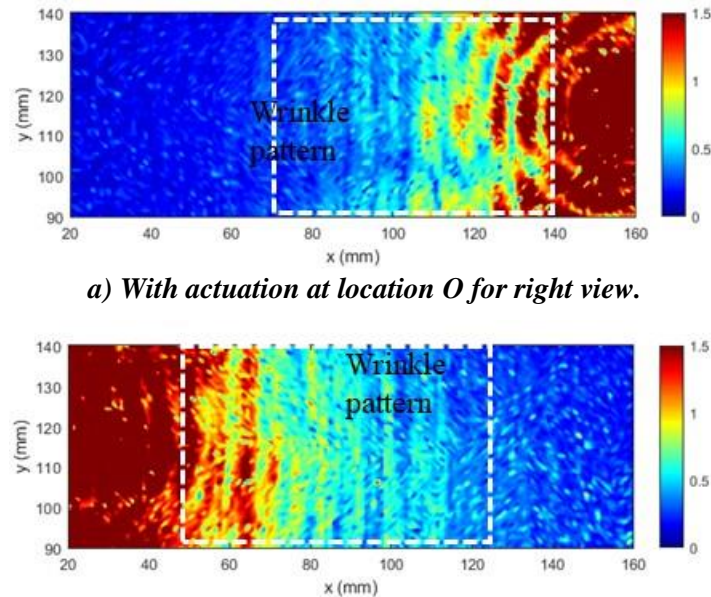 140
130
120
110
100
90
y (mm)
Wrinkle
pattern
1.5
1
0.5
0
20 40 60 80 100 120 140 160
x (mm)
a) With actuation at location O for right view.
140
130
120
110
100
90
y (mm)
Wrinkle
pattern
1.5
1
0.5
0
20 40 60 80 100 120 140 160
x (mm)